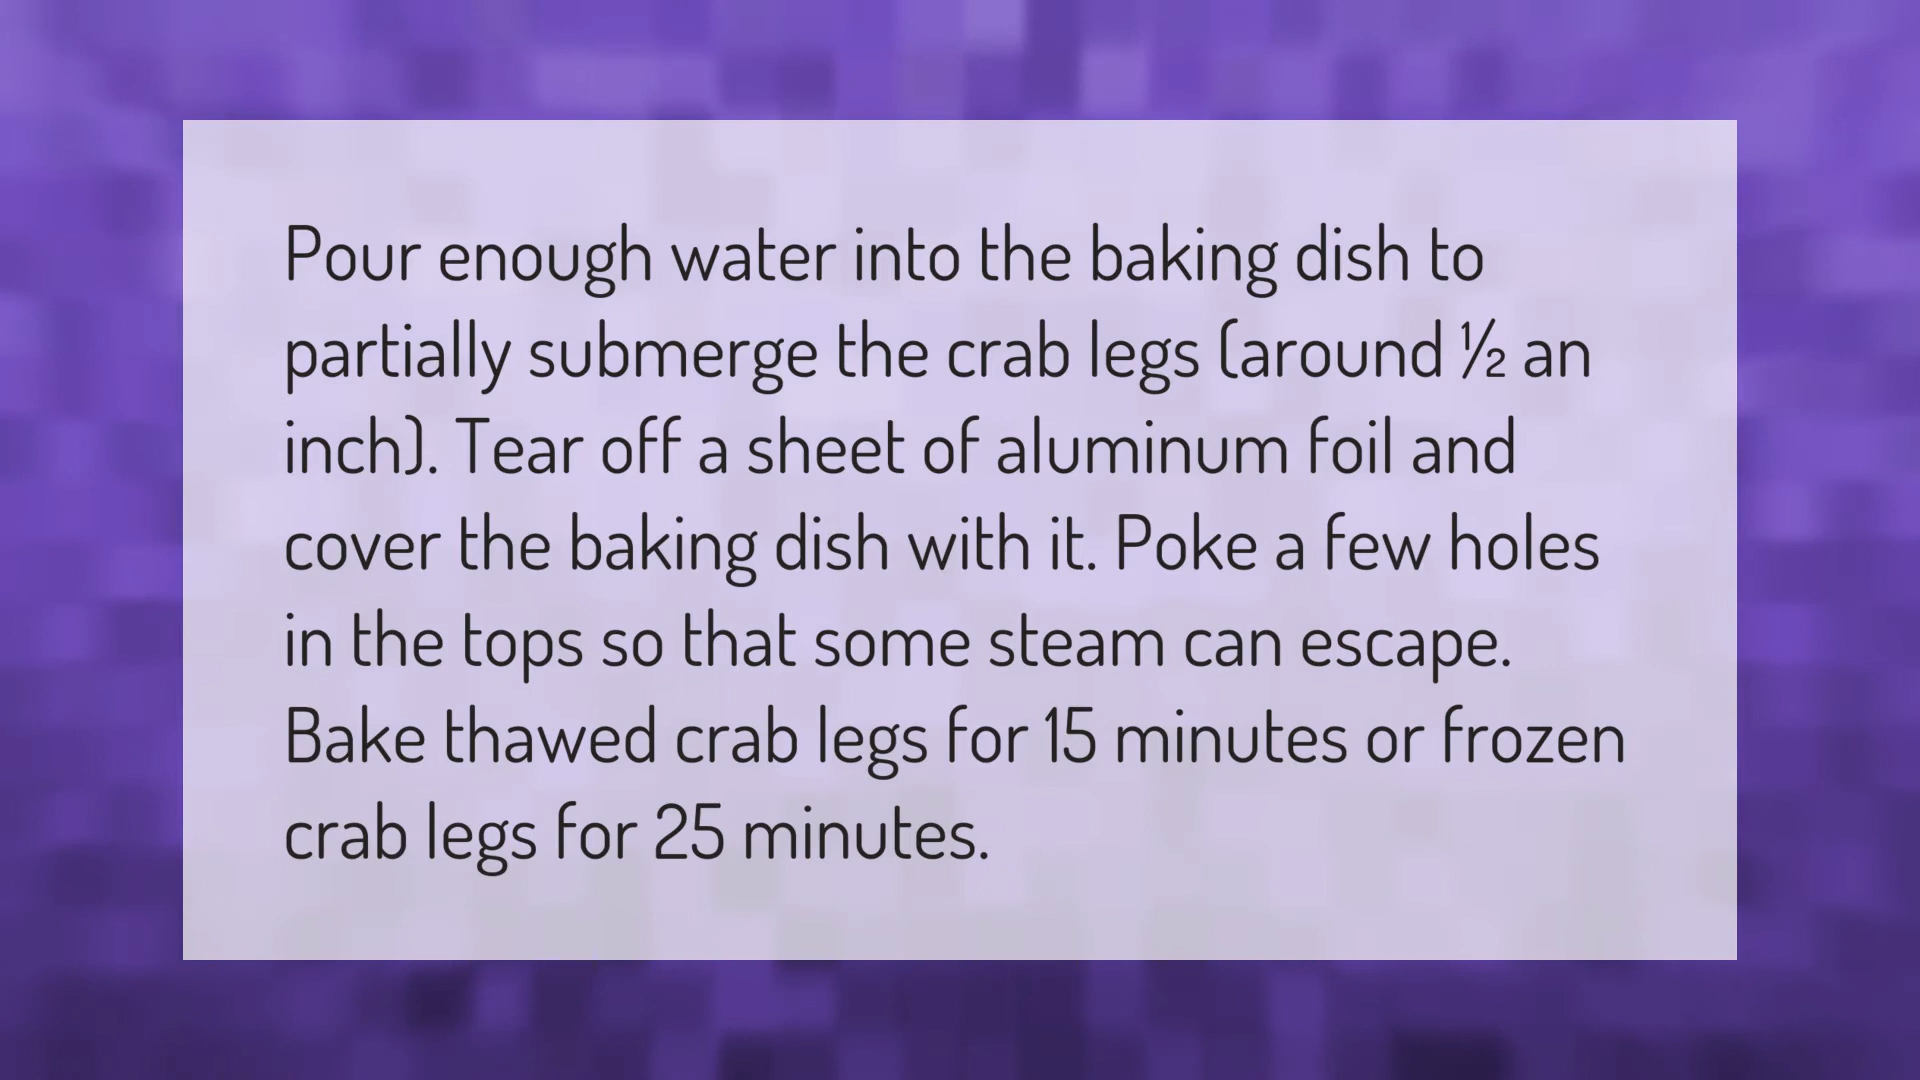 Pour enough water into the baking dish to
partially submerge the crab legs (around ½ an
inch). Tear off a sheet of aluminum foil and
cover the baking dish with it. Poke a few holes
in the tops so that some steam can escape.
Bake thawed crab legs for 15 minutes or frozen
crab legs for 25 minutes.